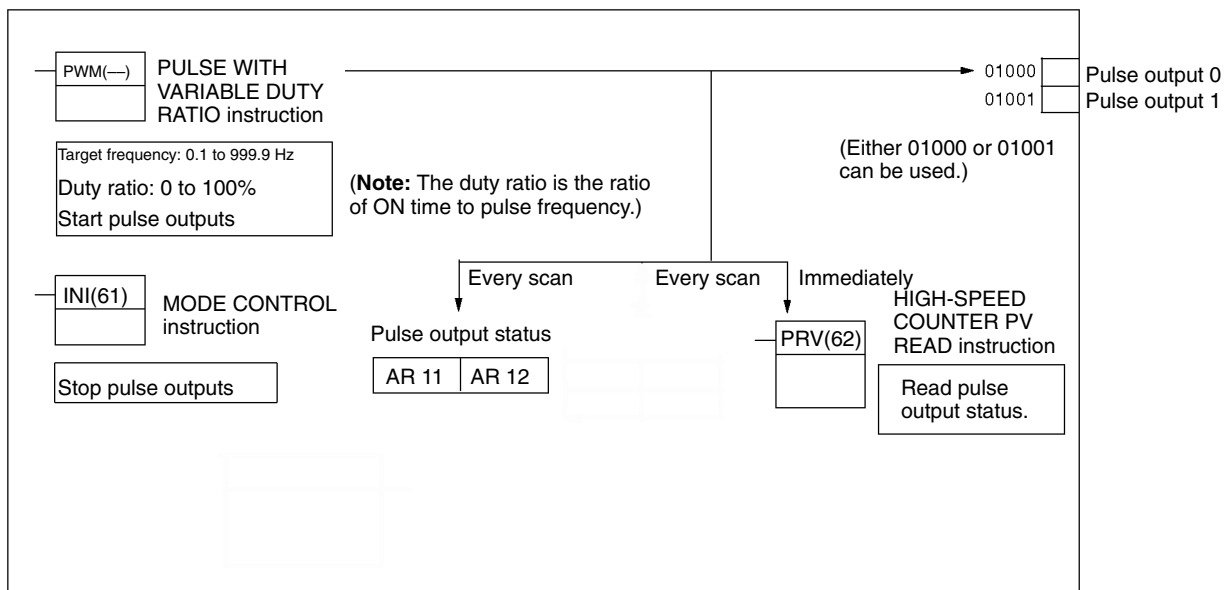 PWM(––)
PULSE WITH
VARIABLE DUTY
RATIO instruction
01000
Pulse output 0
01001
Pulse output 1
(Either 01000 or 01001
can be used.)
Target frequency: 0.1 to 999.9 Hz
Duty ratio: 0 to 100%
Start pulse outputs
(Note: The duty ratio is the ratio
of ON time to pulse frequency.)
INI(61)
MODE CONTROL
instruction
Stop pulse outputs
Every scan
Every scan
Immediately
Pulse output status
AR 11
AR 12
PRV(62)
HIGH-SPEED
COUNTER PV
READ instruction
Read pulse
output status.